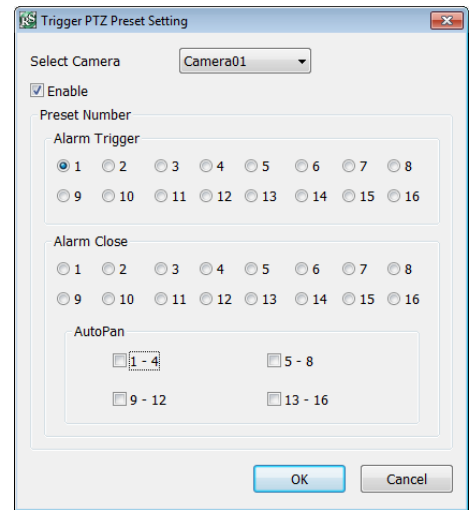 Trigger PTZ Preset Setting
Select Camera Camera01
Enable
Preset Number
Alarm Trigger
1 2 3 4 5 6 7 8
9 10 11 12 13 14 15 16
Alarm Close
1 2 3 4 5 6 7 8
9 10 11 12 13 14 15 16
AutoPan
1 - 4 5 - 8
9 - 12 13 - 16
OK Cancel